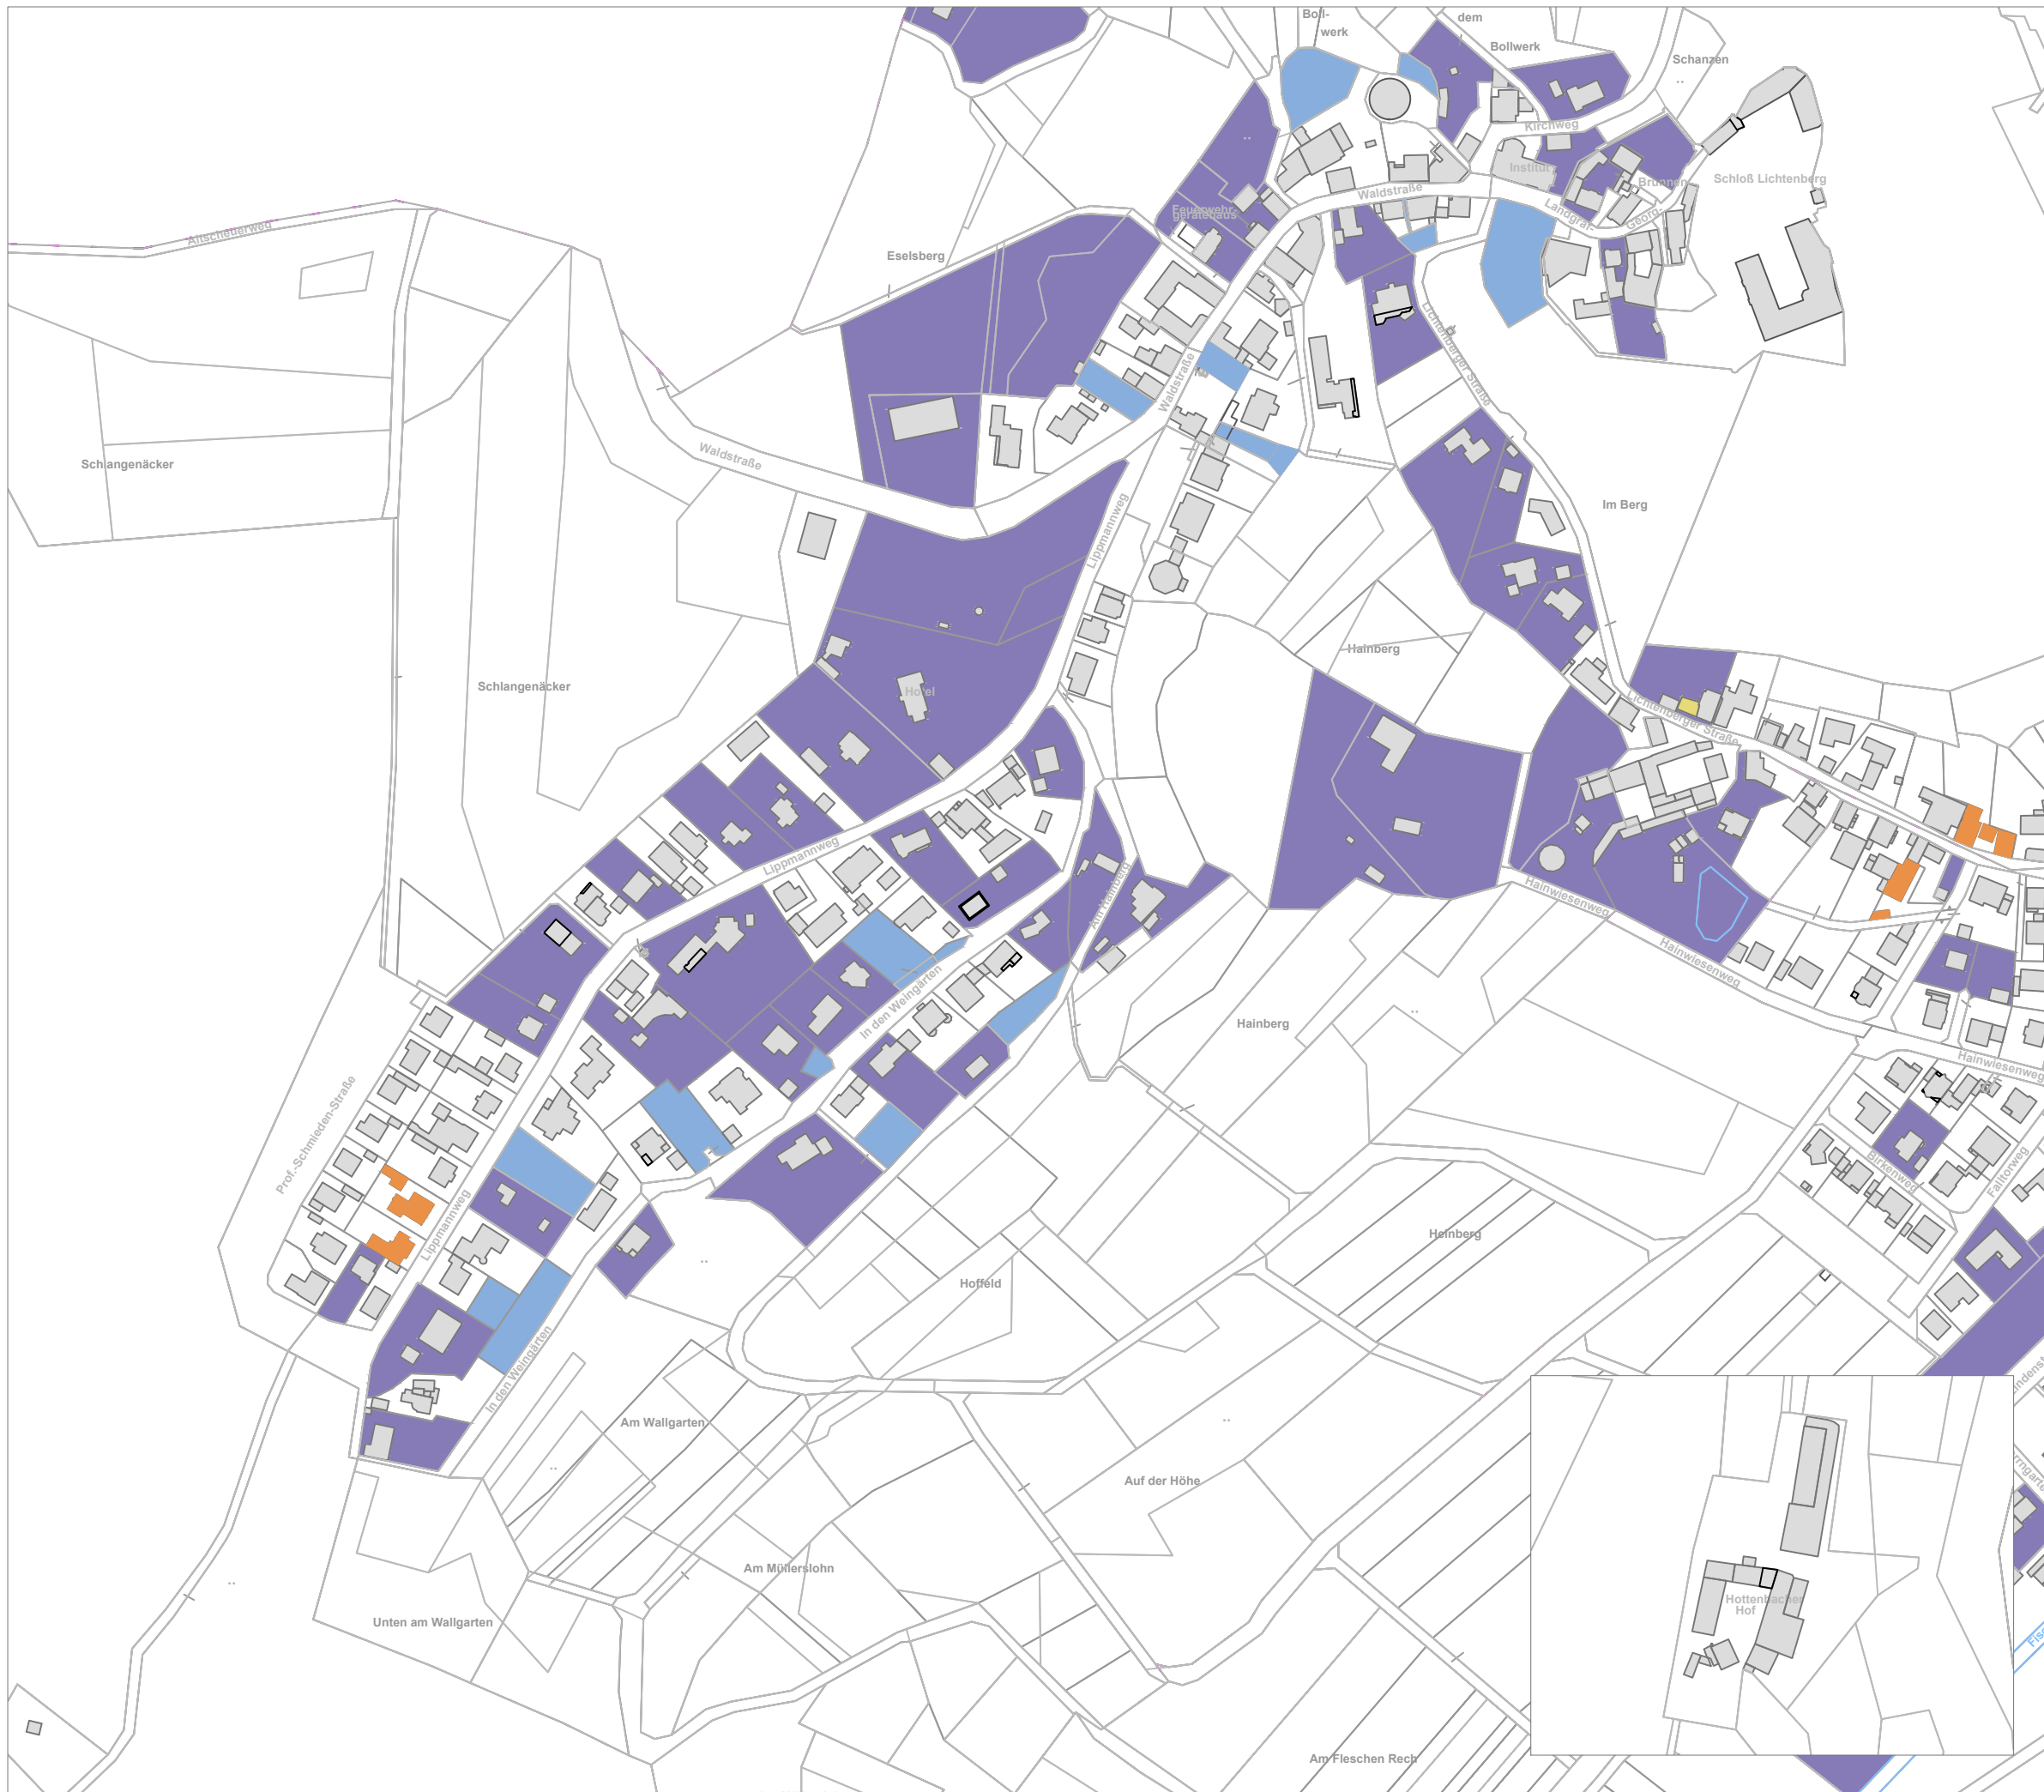 Boll-
werk
dem
Bollwerk
Schanzen
Kirchweg
Institut
Brunnen
Schloß Lichtenberg
Waldstraße
Landgraf-
Georg-
Feuerwehr-
gerätehaus
Altscheuerweg
Eselsberg
Lichtenberger Straße
Waldstraße
Waldstraße
Schlangenäcker
Im Berg
Lippmannweg
Hainberg
Schlangenäcker
Hotel
Lichtenberger Straße
Lippmannweg
Am Hainberg
Hainwiesenweg
Hainwiesenweg
In den Weingärten
Hainberg
Hainwiesenweg
Prof.-Schmieden-Straße
Birkenweg
Falltorweg
Lippmannweg
Heinberg
Hoffeld
In den Weingärten
Am Wallgarten
Auf der Höhe
Am Müllerslohn
Hottenbacher
Hof
Unten am Wallgarten
Am Fleschen Rech